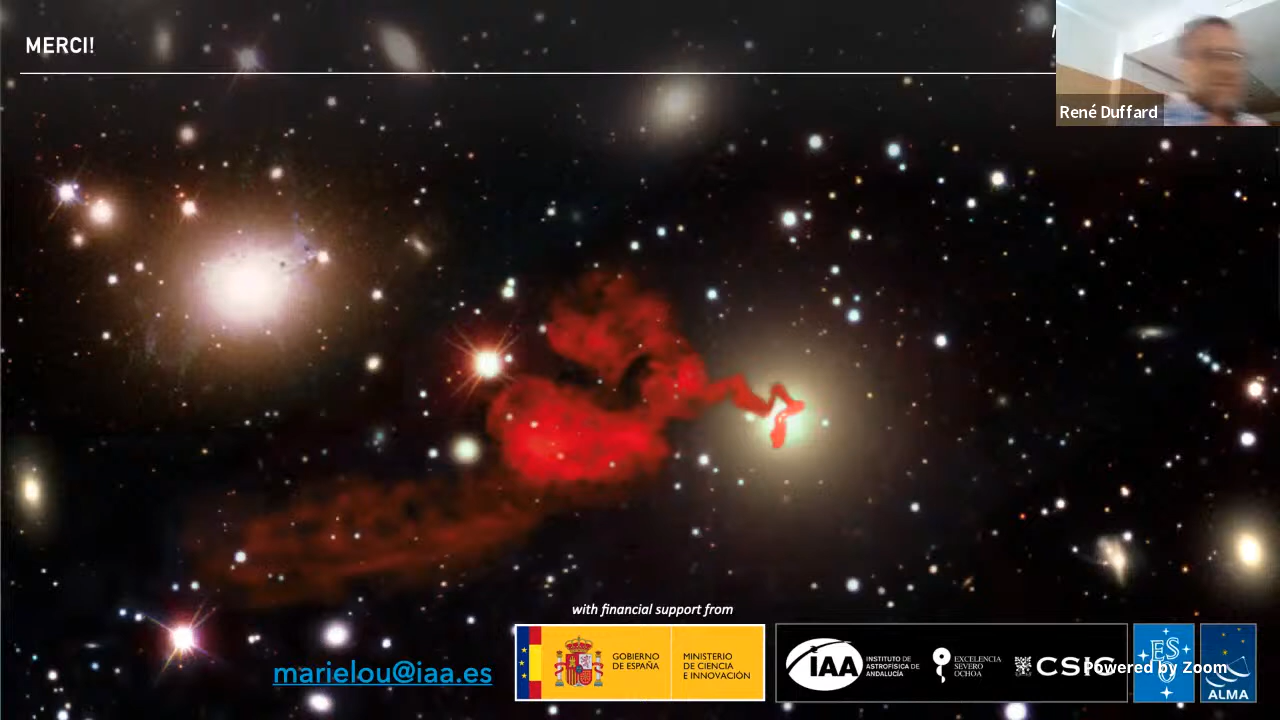 MERCI!
René Duffard
with financial support from
marielou@iaa.es
GOBIERNO
DE ESPAÑA
MINISTERIO
DE CIENCIA
E INNOVACIÓN
IAA
INSTITUTO DE
ASTROFÍSICA DE
ANDALUCÍA
EXCELENCIA
SEVERO
OCHOA
CSIC
Powered by Zoom
ES
O
ALMA